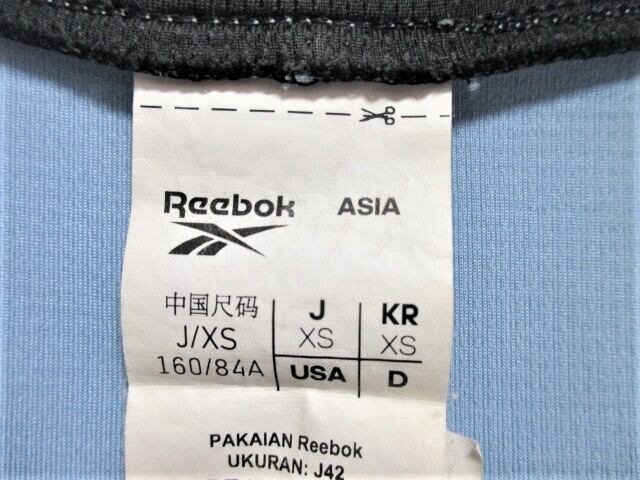 Reebok ASIA
中国尺码 J KR
J/XS XS XS
160/84A USA D
PAKAIAN Reebok
UKURAN: J42